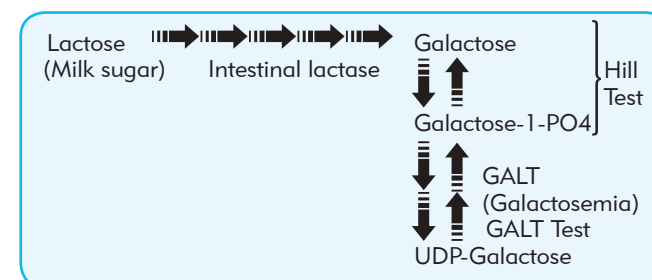 Lactose
(Milk sugar)
Intestinal lactase
Galactose
Galactose-1-PO4
Hill
Test
GALT
(Galactosemia)
GALT Test
UDP-Galactose